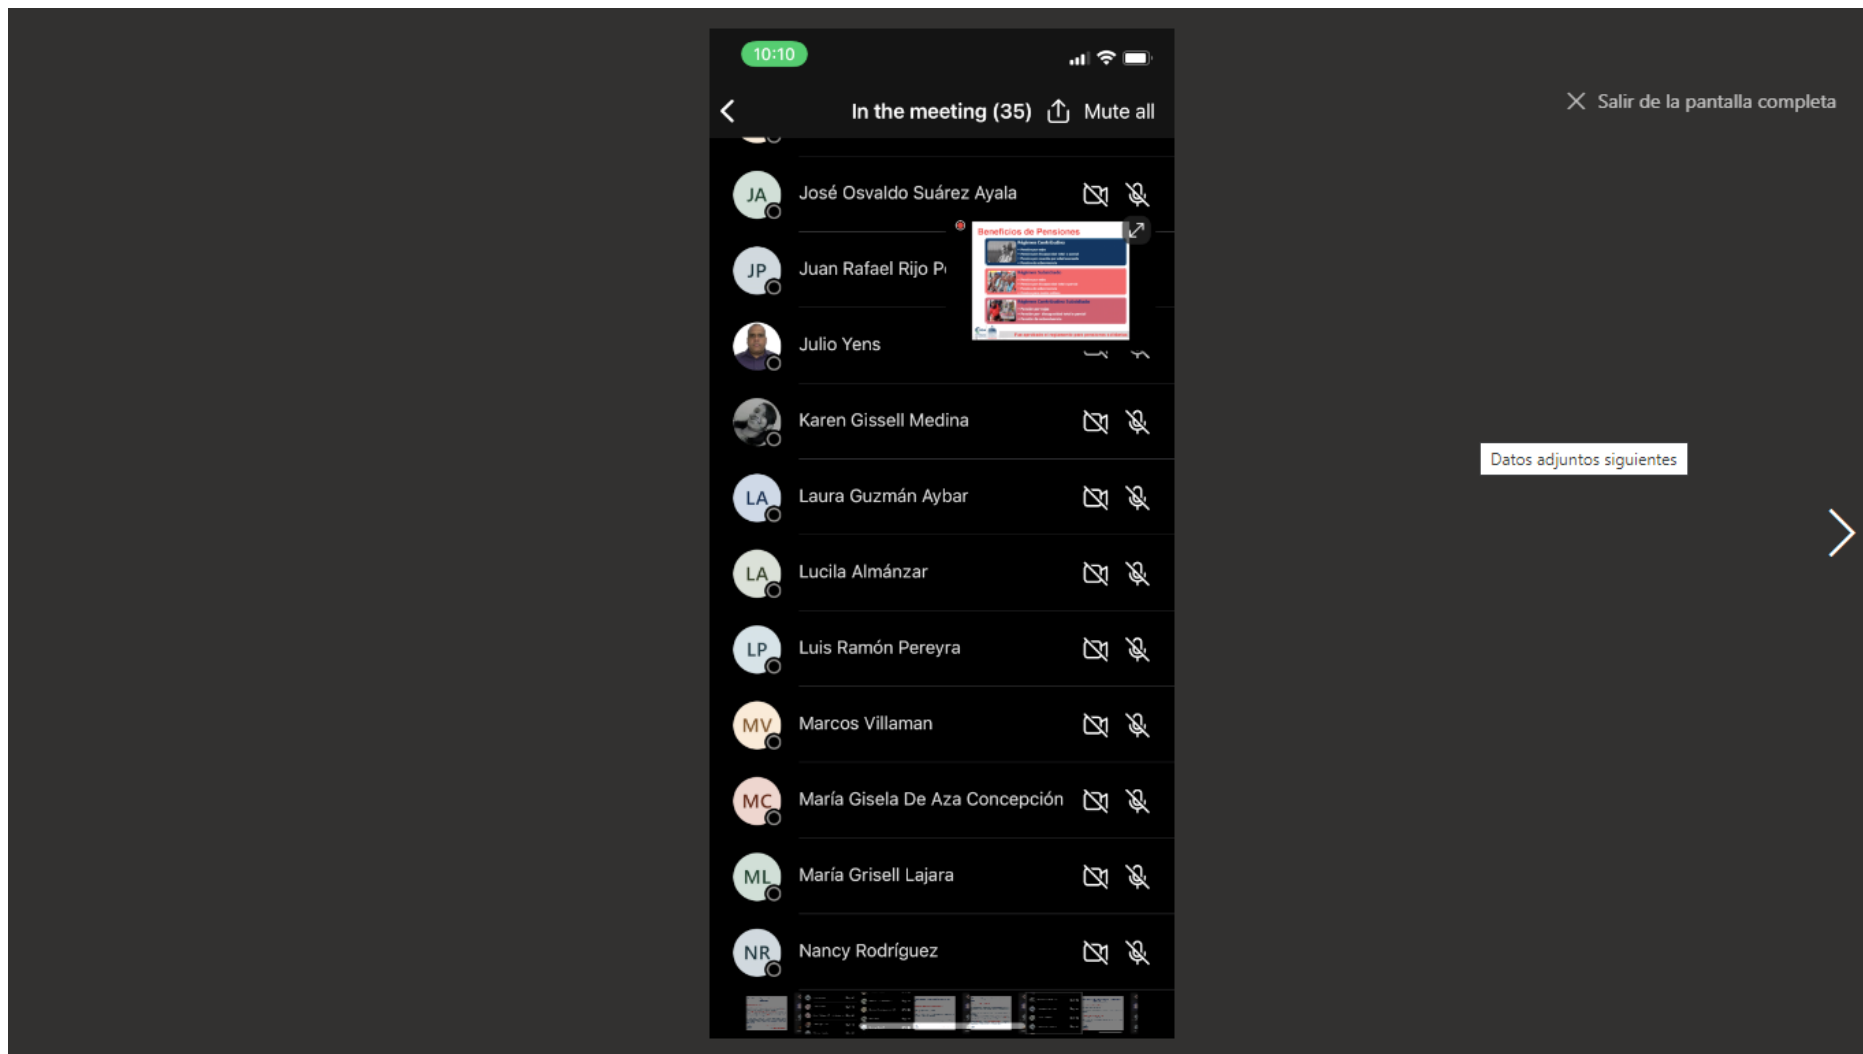 10:10
In the meeting (35)
Mute all
Salir de la pantalla completa
JA
José Osvaldo Suárez Ayala
Beneficios de Pensiones
Régimen Contributivo
JP
Juan Rafael Rijo
Julio Yens
Karen Gissell Medina
Datos adjuntos siguientes
LA
Laura Guzmán Aybar
LA
Lucila Almánzar
LP
Luis Ramón Pereyra
MV
Marcos Villaman
MC
María Gisela De Aza Concepción
ML
María Grisell Lajara
NR
Nancy Rodríguez